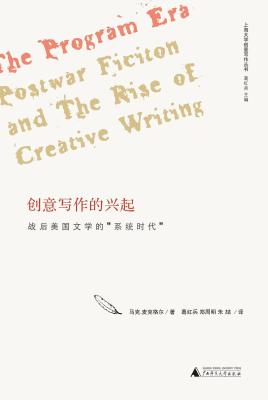 The Program Era
Postwar Ficiton
and The Rise of
Creative Writing
上海大学创意写作丛书
葛红兵 主编
创意写作的兴起
战后美国文学的“系统时代”
马克.麦克格尔 / 著 葛红兵 郑周明 朱喆 / 译
广西师范大学出版社